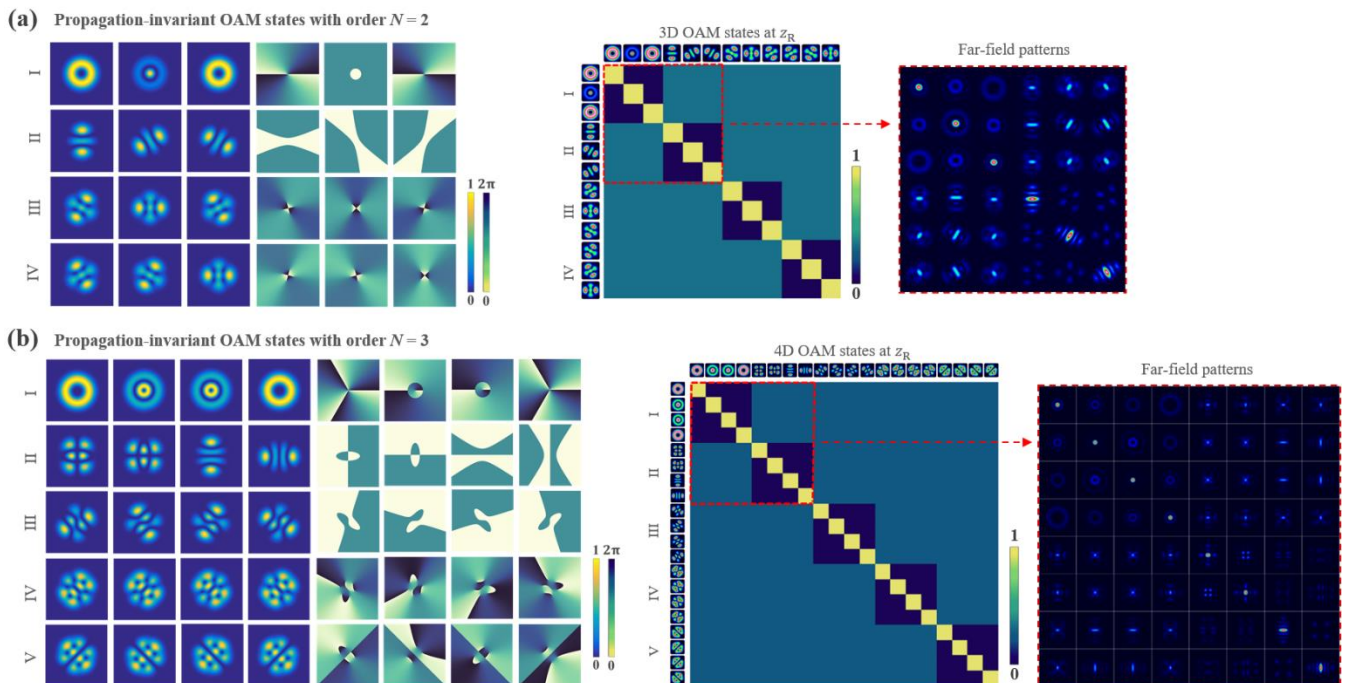 (a) Propagation-invariant OAM states with order N = 2
I
II
III
IV
1 2π
0 0
3D OAM states at zR
I
II
III
IV
1
0
Far-field patterns
(b) Propagation-invariant OAM states with order N = 3
I
II
III
IV
V
1 2π
0 0
4D OAM states at zR
I
II
III
IV
V
1
0
Far-field patterns